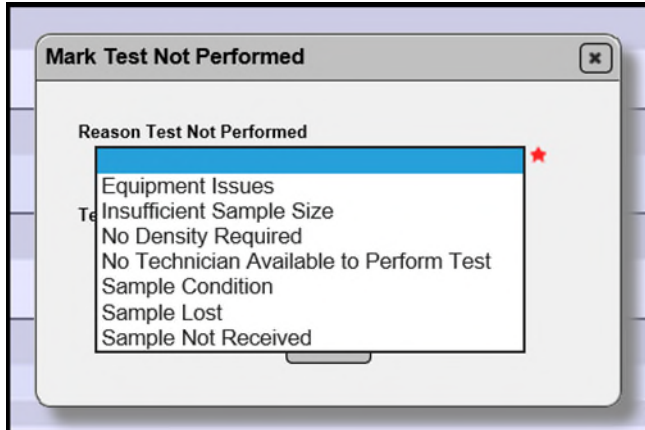 Mark Test Not Performed
Reason Test Not Performed
Equipment Issues
Te
Insufficient Sample Size
No Density Required
No Technician Available to Perform Test
Sample Condition
Sample Lost
Sample Not Received